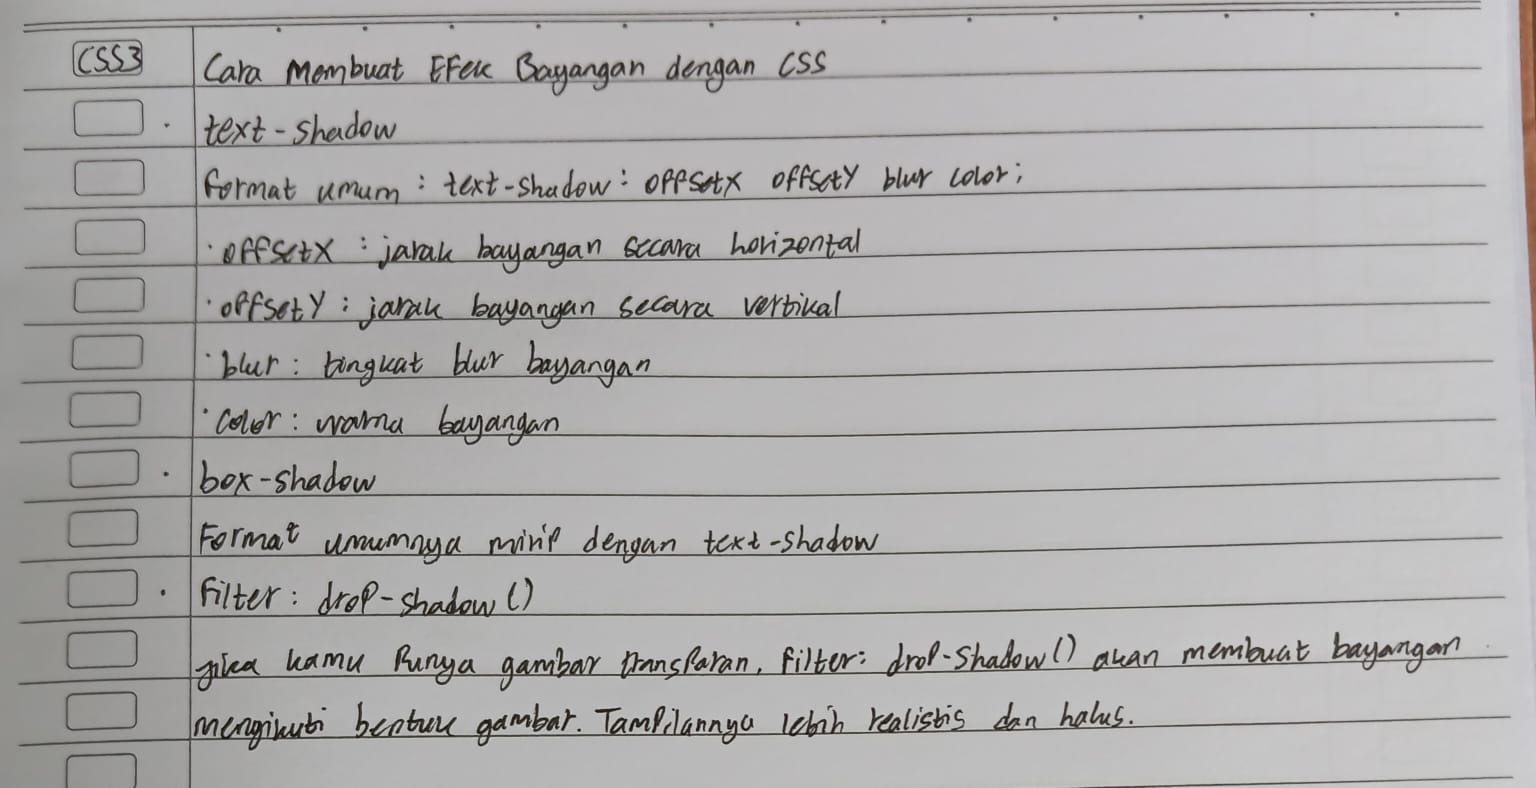 CSS3 Cara Membuat Efek Bayangan dengan CSS
· text-shadow
Format umum : text-shadow : offsetX offsetY blur color;
· offsetX : jarak bayangan secara horizontal
· offsetY : jarak bayangan secara vertikal
· blur : tingkat blur bayangan
· color : warna bayangan
· box-shadow
Format umumnya mirip dengan text-shadow
· filter : drop-shadow ()
jika kamu punya gambar transparan, filter: drop-shadow () akan membuat bayangan
mengikuti bentuk gambar. Tampilannya lebih realistis dan halus.